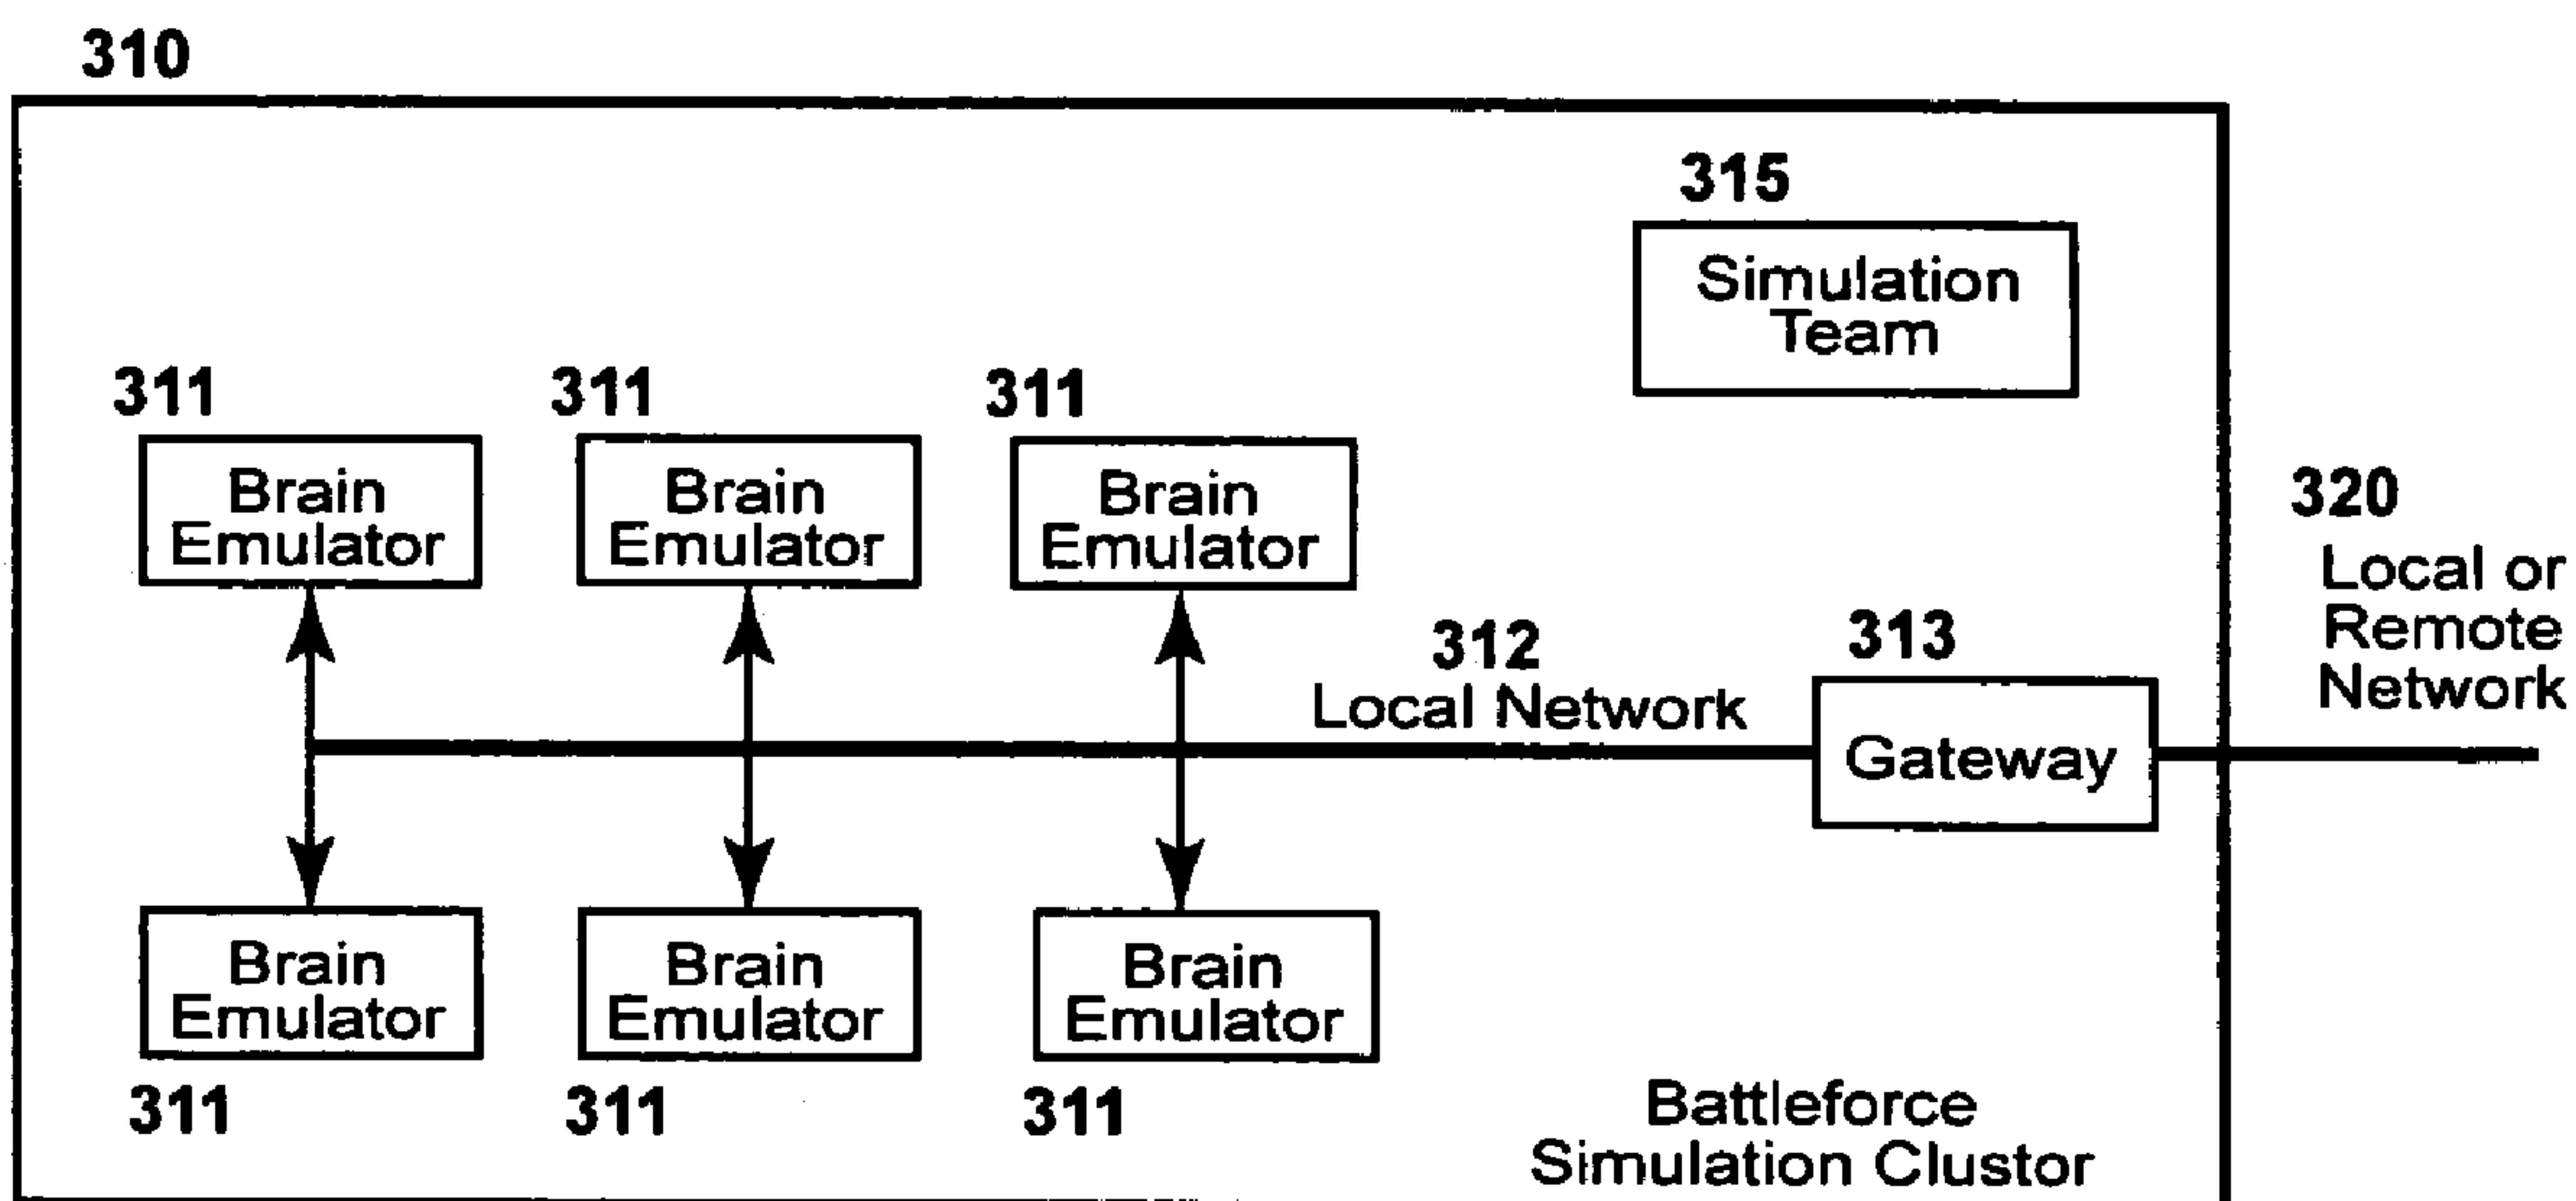 310
315
Simulation
Team
311
311
311
Brain
Emulator
Brain
Emulator
Brain
Emulator
320
Local or
Remote
Network
312
Local Network
313
Gateway
Brain
Emulator
Brain
Emulator
Brain
Emulator
311
311
311
Battleforce
Simulation Clustor